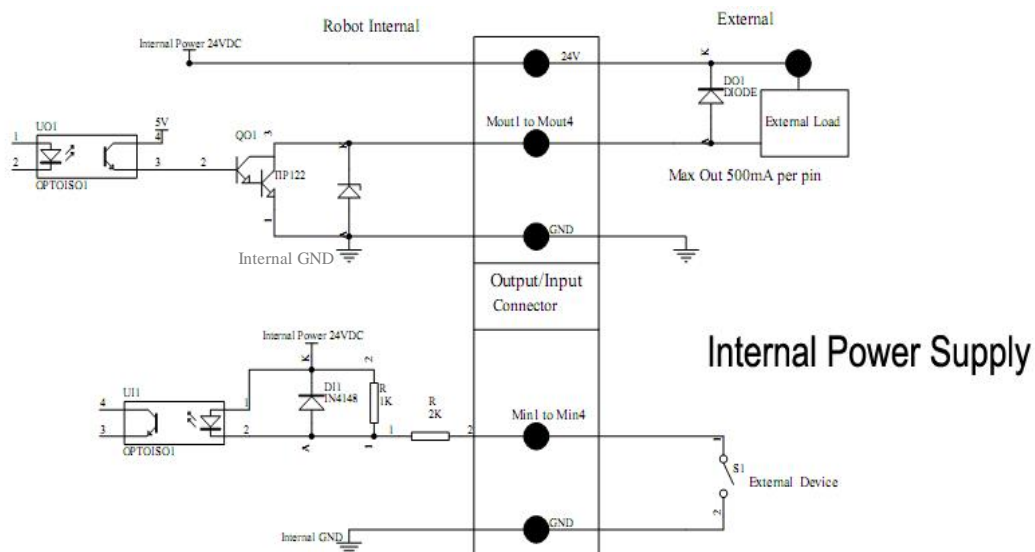 Robot Internal
External
Internal Power 24VDC
24V
K
DO1
DIODE
External Load
A
Mout1 to Mout4
Max Out 500mA per pin
UO1
1
2
OPTOISO1
5V
4
3
2
QO1
3
TIP122
1
K
A
GND
Internal GND
Output/Input
Connector
Internal Power Supply
Internal Power 24VDC
K
2
DI1
1N4148
R
1K
A
1
UI1
4
3
OPTOISO1
1
2
1
R
2K
2
Min1 to Min4
1
S1
2
External Device
GND
Internal GND